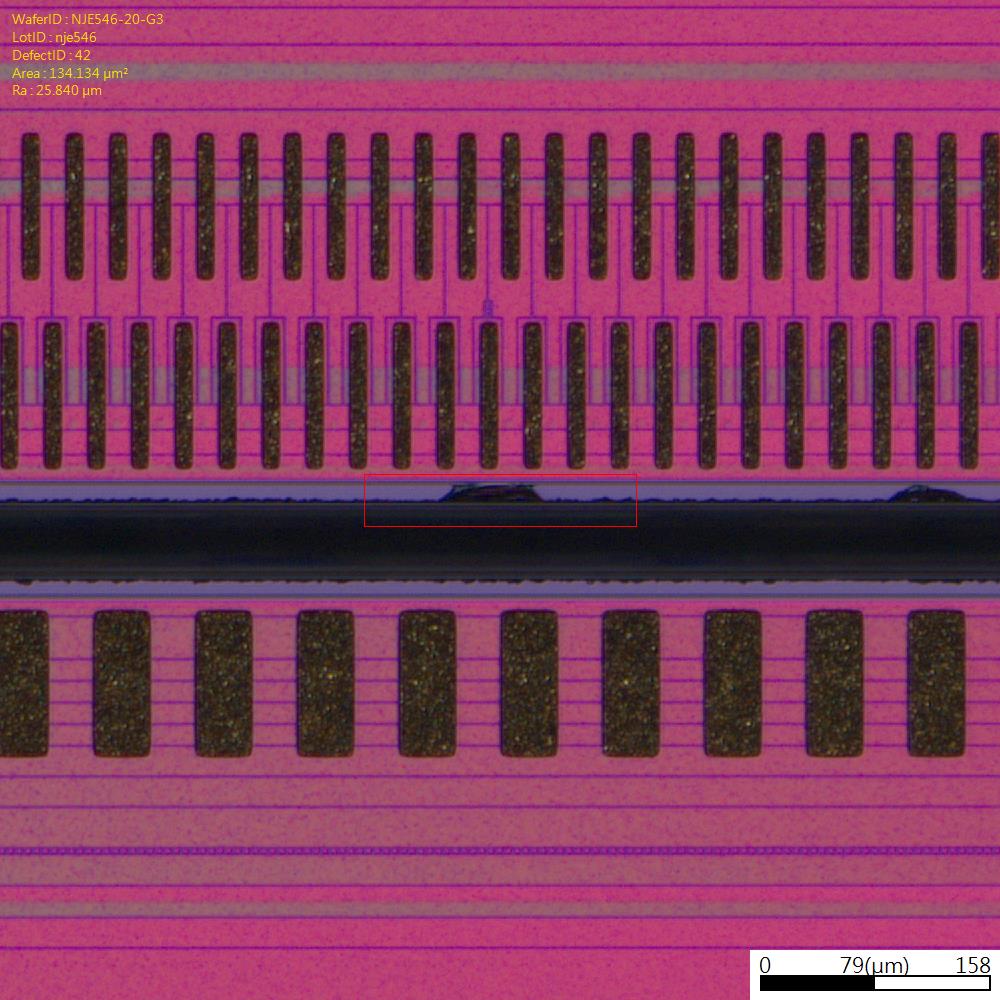 WaferID : NJE546-20-G3
LotID : nje546
DefectID : 42
Area : 134.134 µm²
Ra : 25.840 µm
0 79(µm) 158